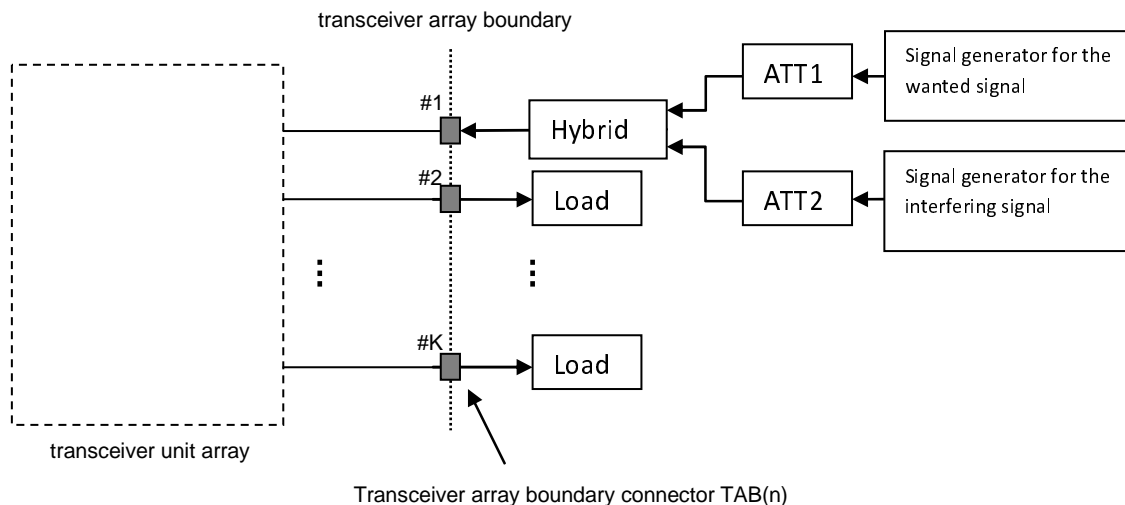 transceiver array boundary
Signal generator for the
wanted signal
ATT1
#1
Hybrid
#2
Load
Signal generator for the
interfering signal
ATT2
#K
Load
transceiver unit array
Transceiver array boundary connector TAB(n)